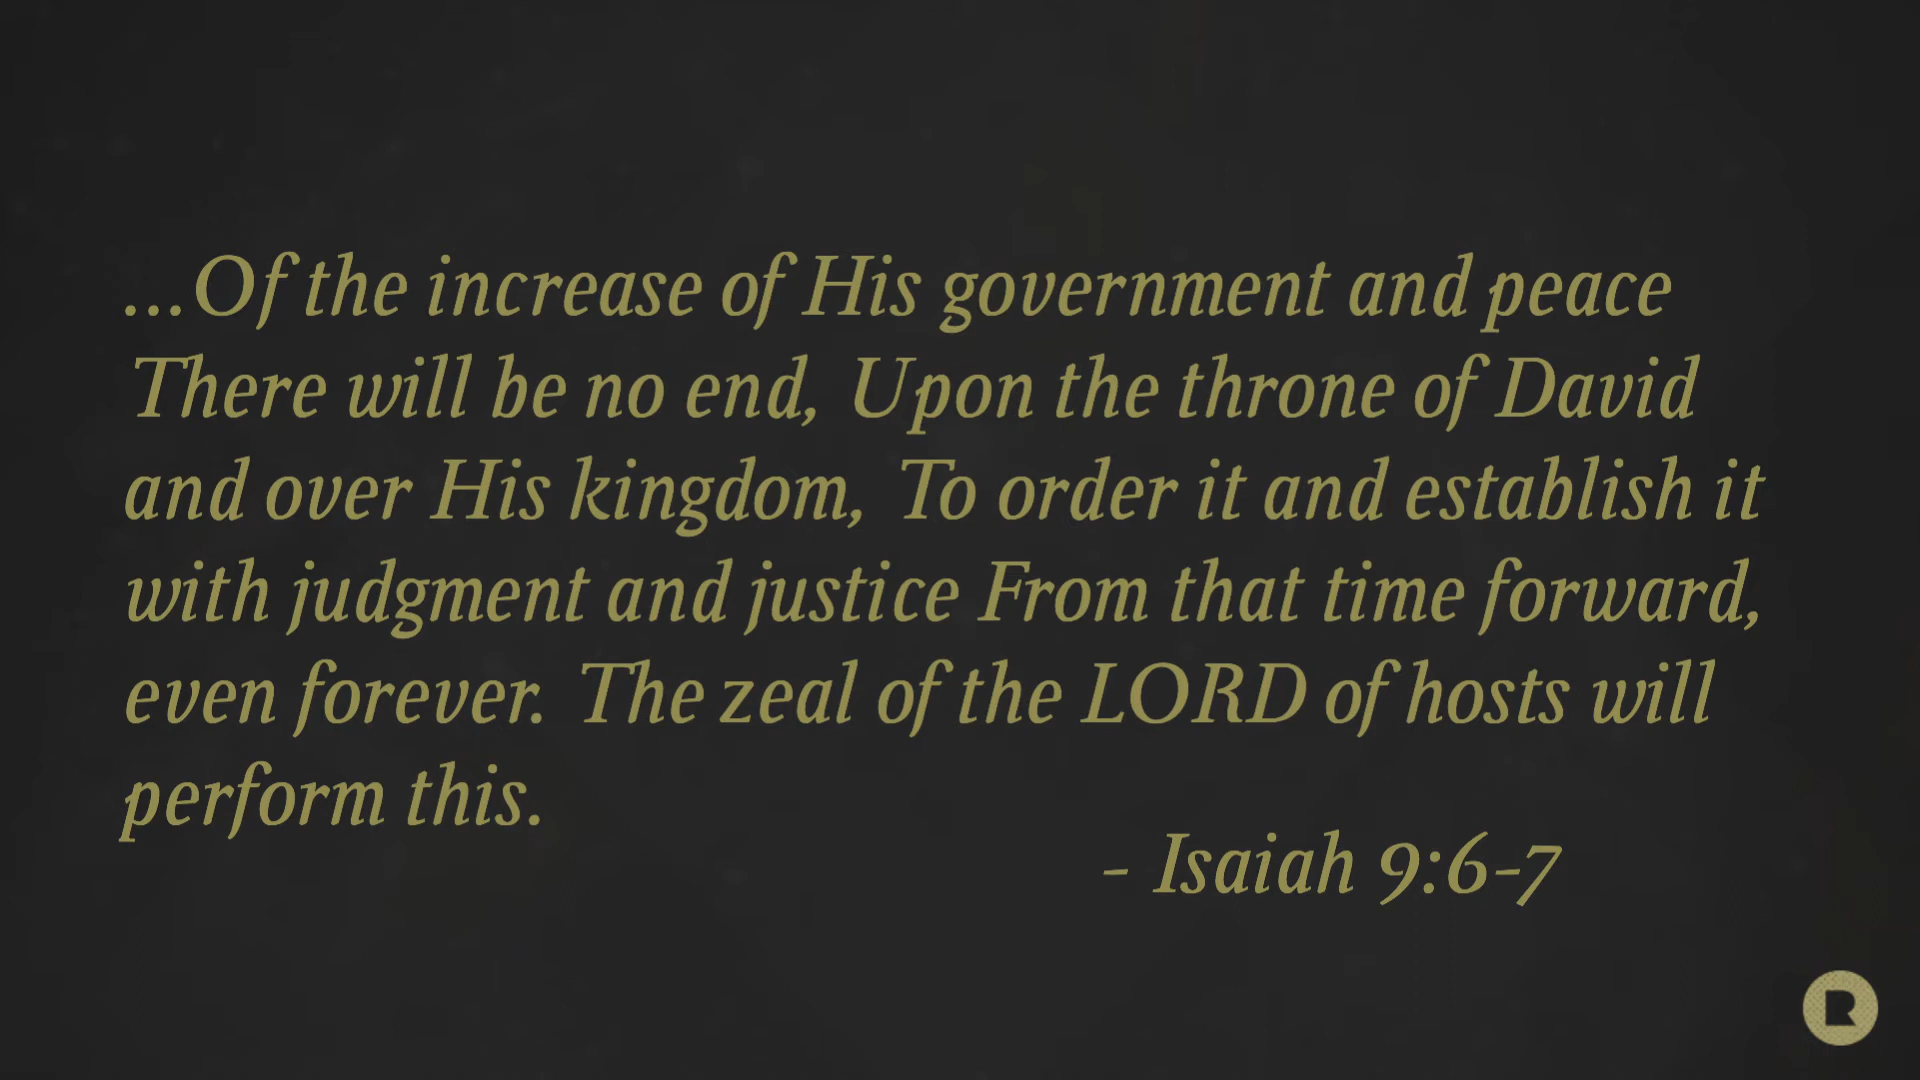 ...Of the increase of His government and peace
There will be no end, Upon the throne of David
and over His kingdom, To order it and establish it
with judgment and justice From that time forward,
even forever. The zeal of the LORD of hosts will
perform this.
- Isaiah 9:6-7
R